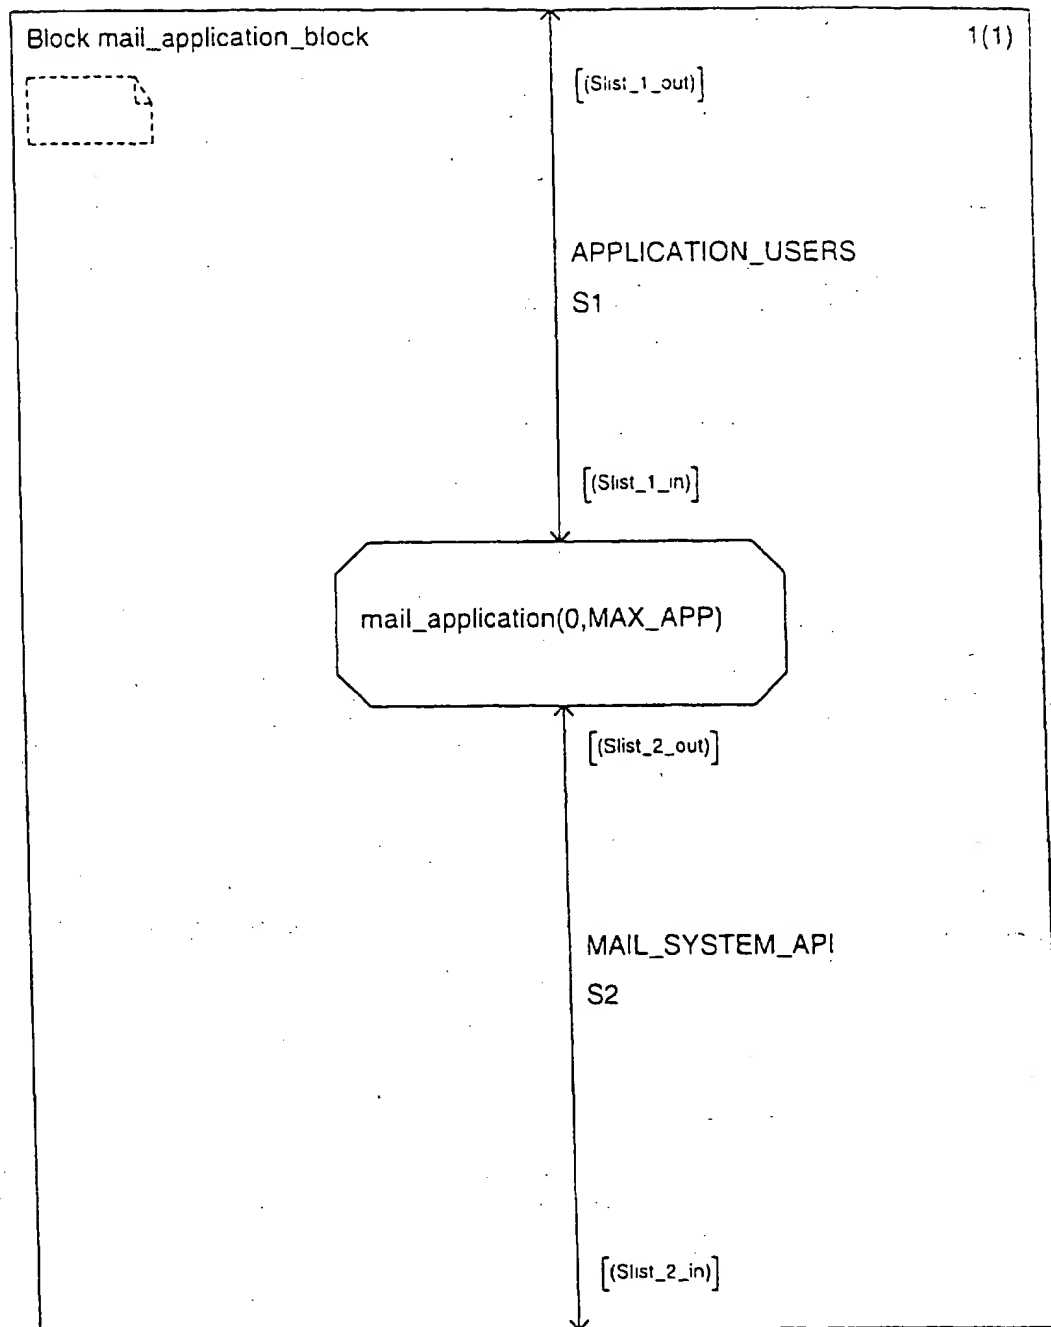 Block mail_application_block
1(1)
[(Slist_1_out)]
APPLICATION_USERS
S1
[(Slist_1_in)]
mail_application(0,MAX_APP)
[(Slist_2_out)]
MAIL_SYSTEM_API
S2
[(Slist_2_in)]